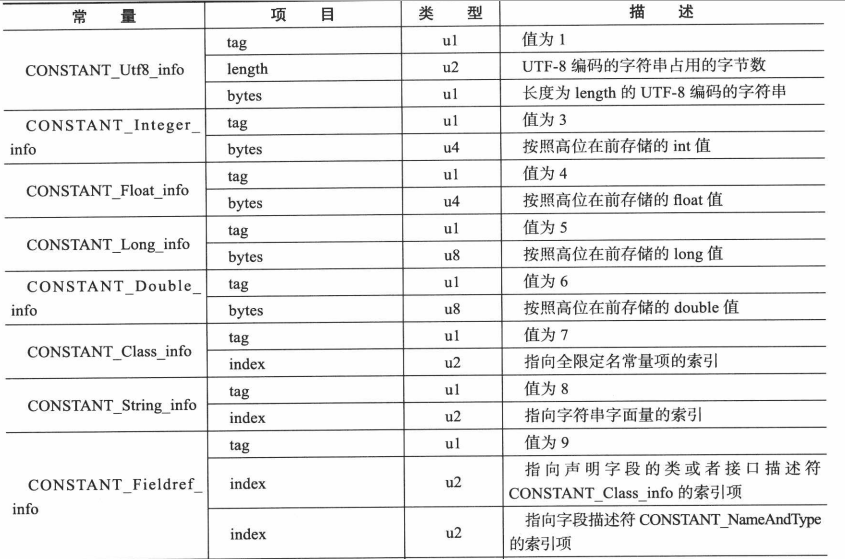 常 量 项 目 类 型 描 述
CONSTANT_Utf8_info
tag u1 值为 1
length u2 UTF-8 编码的字符串占用的字节数
bytes u1 长度为 length 的 UTF-8 编码的字符串
CONSTANT_Integer_
info
tag u1 值为 3
bytes u4 按照高位在前存储的 int 值
CONSTANT_Float_info
tag u1 值为 4
bytes u4 按照高位在前存储的 float 值
CONSTANT_Long_info
tag u1 值为 5
bytes u8 按照高位在前存储的 long 值
CONSTANT_Double_
info
tag u1 值为 6
bytes u8 按照高位在前存储的 double 值
CONSTANT_Class_info
tag u1 值为 7
index u2 指向全限定名常量项的索引
CONSTANT_String_info
tag u1 值为 8
index u2 指向字符串字面量的索引
CONSTANT_Fieldref_
info
tag u1 值为 9
index u2 指向声明字段的类或者接口描述符
CONSTANT_Class_info 的索引项
index u2 指向字段描述符 CONSTANT_NameAndType
的索引项